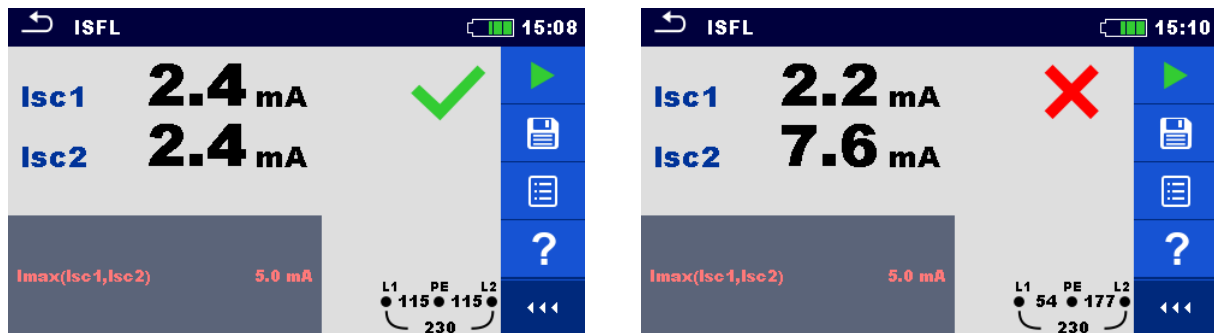 ISFL 15:08
Isc1 2.4 mA
Isc2 2.4 mA
?
Imax(Isc1,Isc2) 5.0 mA
L1 PE L2
115 115
230
ISFL 15:10
Isc1 2.2 mA
Isc2 7.6 mA
?
Imax(Isc1,Isc2) 5.0 mA
L1 PE L2
54 177
230